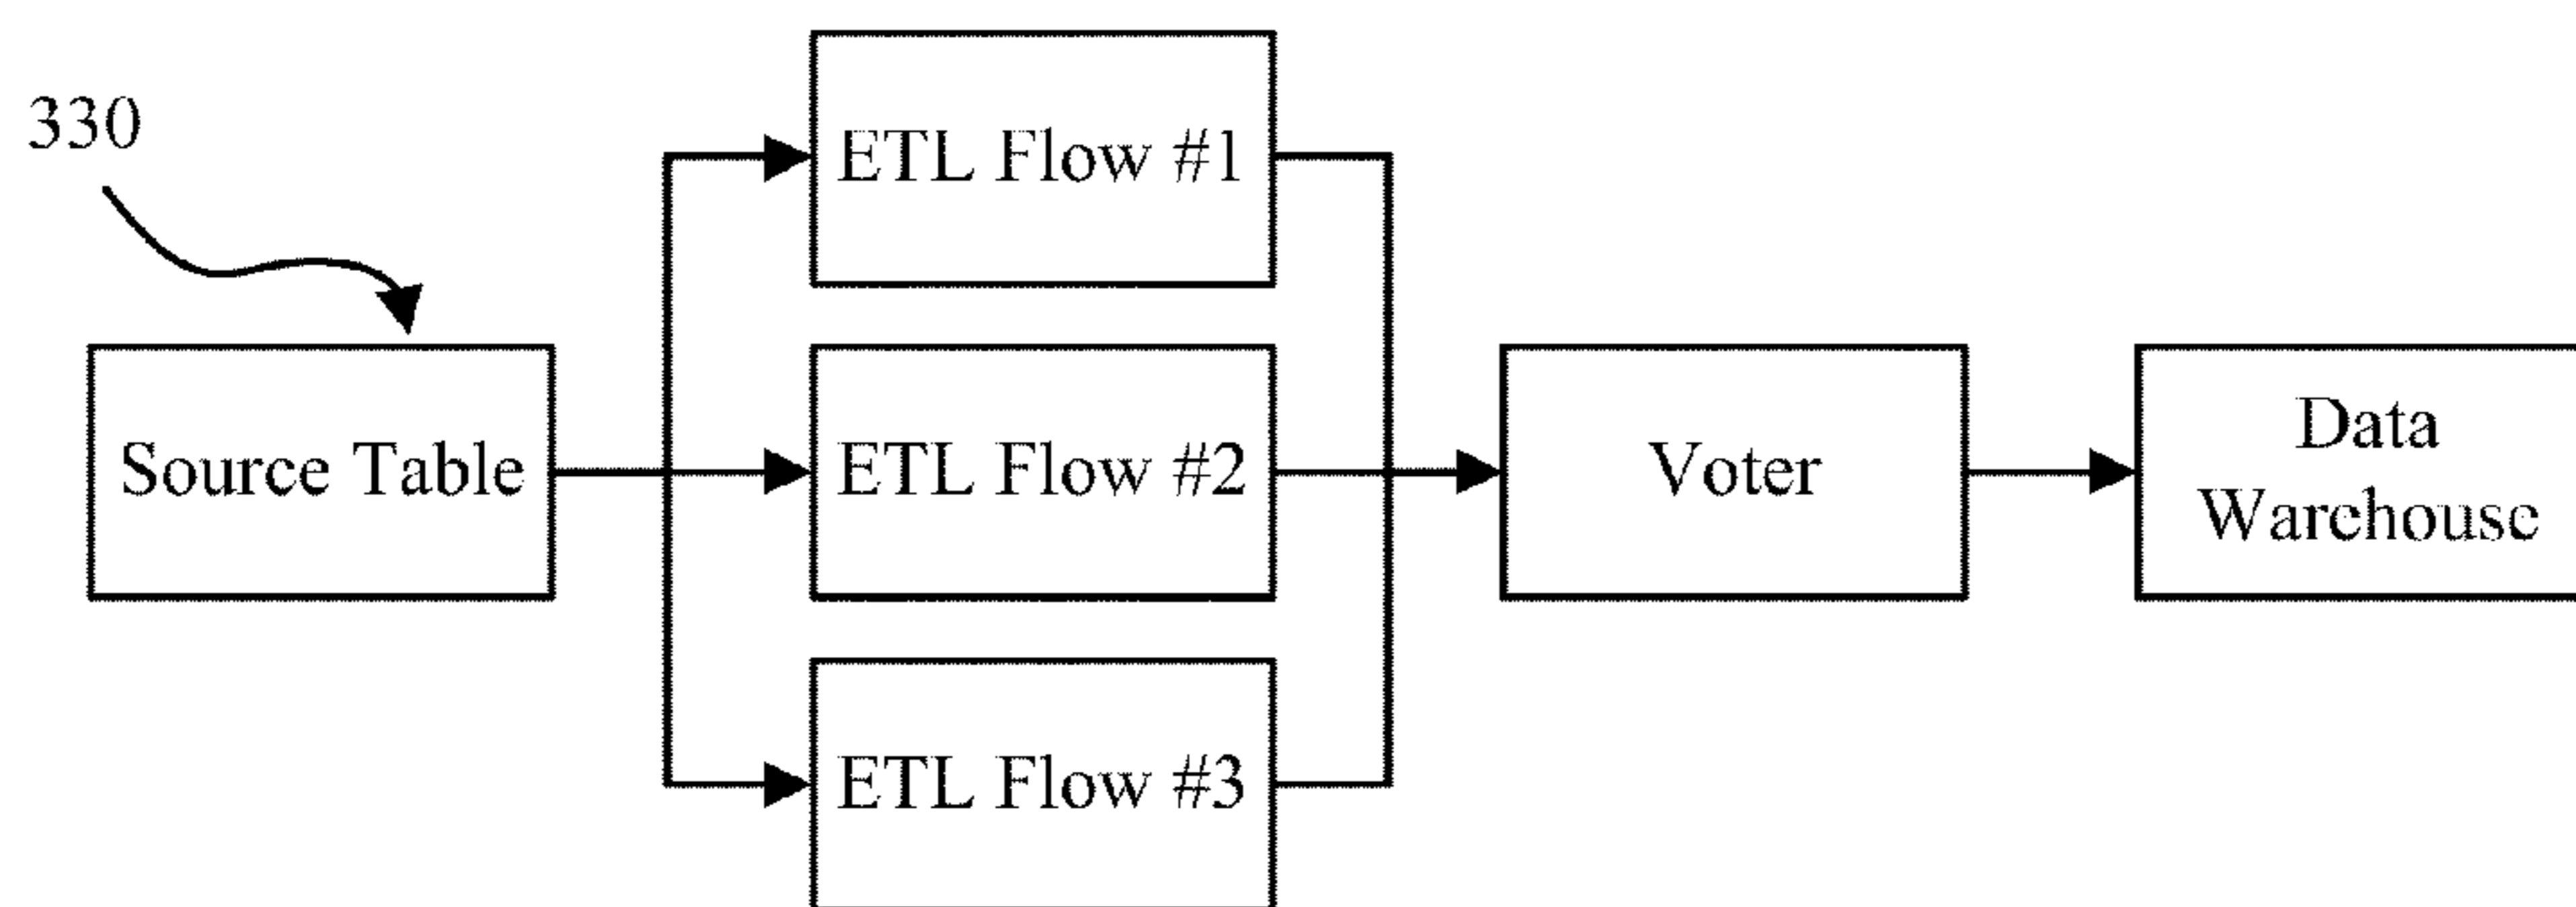 330
ETL Flow #1
Source Table
ETL Flow #2
Voter
Data
Warehouse
ETL Flow #3